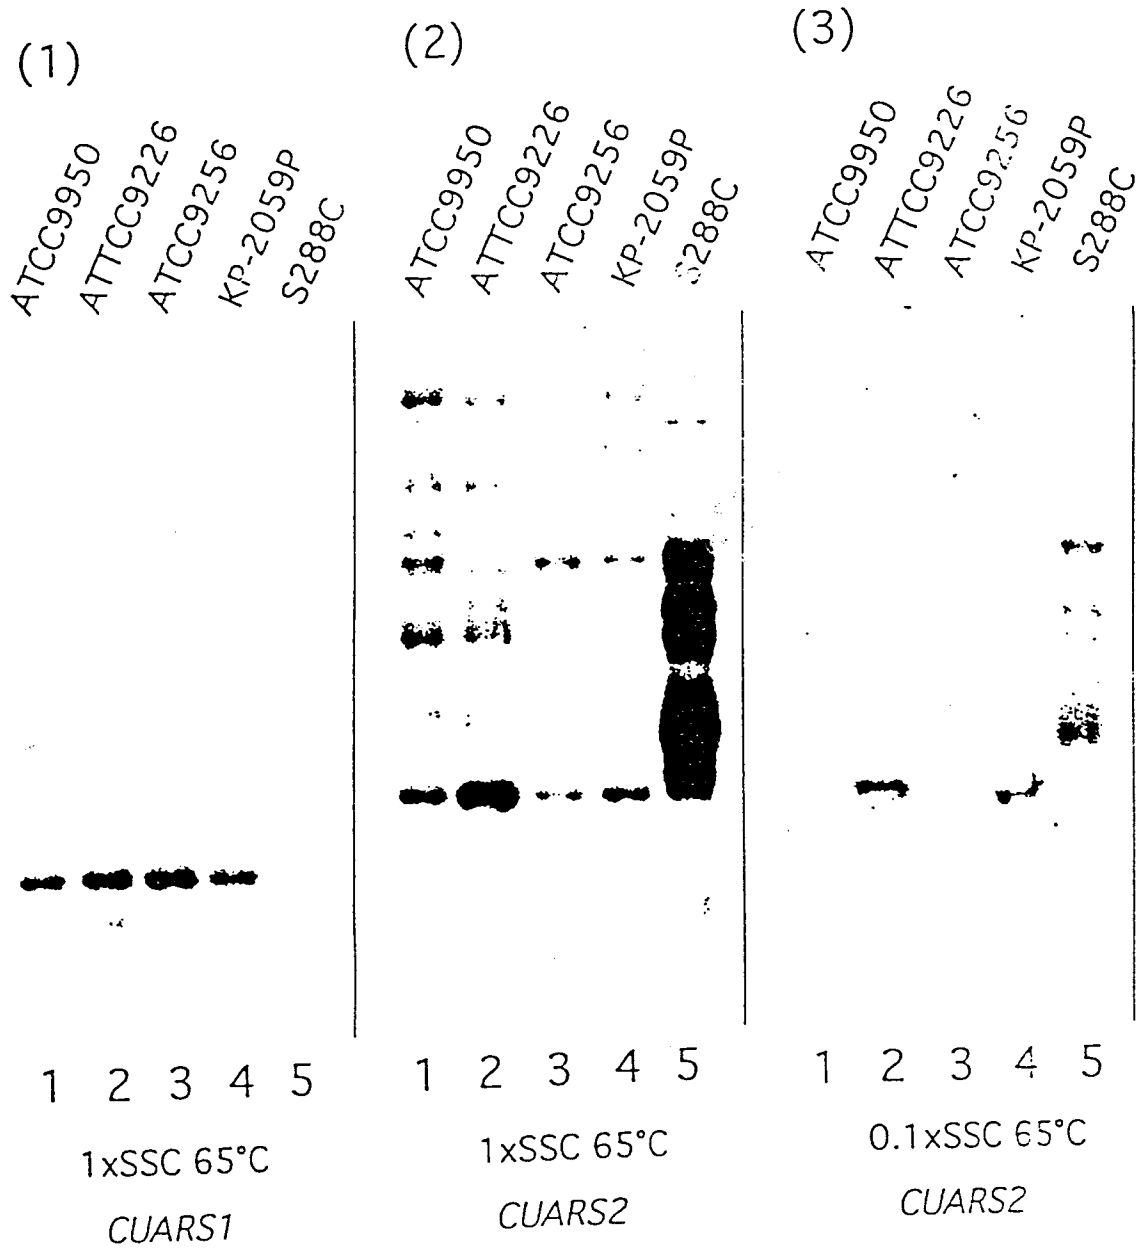 (1)
ATCC9950
ATTCC9226
ATCC9256
KP-2059P
S288C
1 2 3 4 5
1xSSC 65°C
CUARS1
(2)
ATCC9950
ATTCC9226
ATCC9256
KP-2059P
S288C
1 2 3 4 5
1xSSC 65°C
CUARS2
(3)
ATCC9950
ATTCC9226
ATCC9256
KP-2059P
S288C
1 2 3 4 5
0.1xSSC 65°C
CUARS2